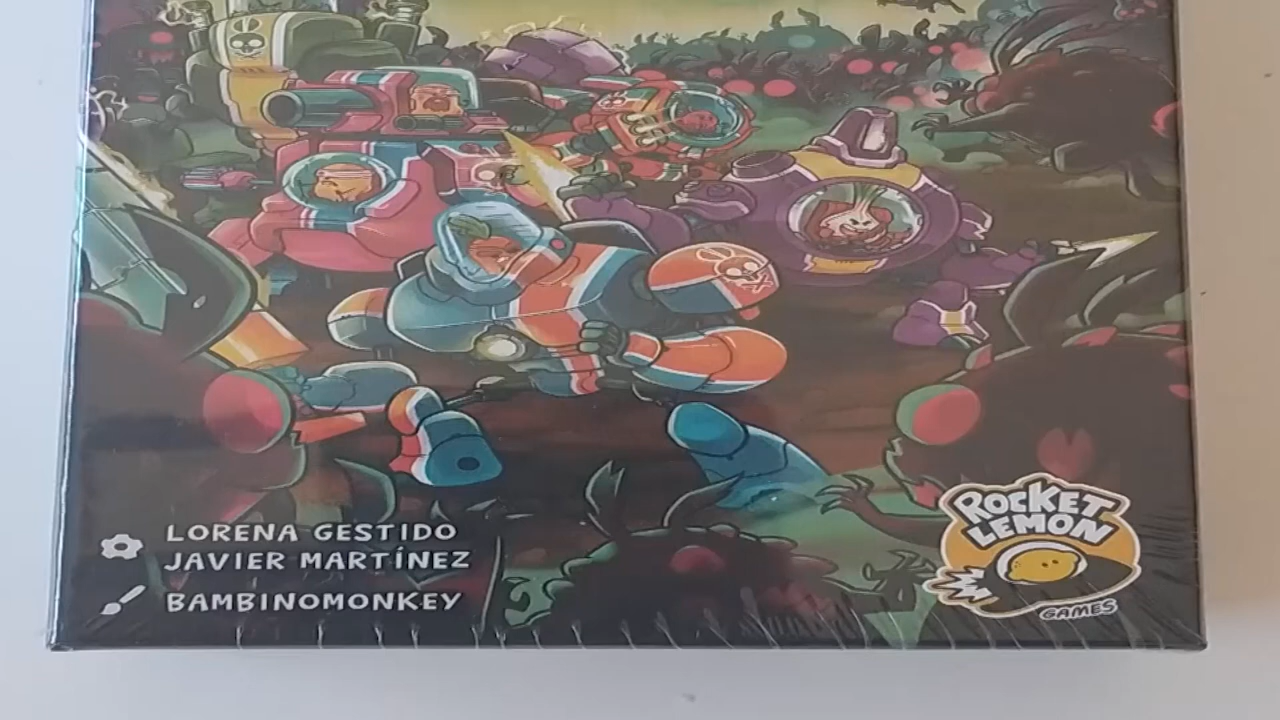 LORENA GESTIDO
JAVIER MARTÍNEZ
BAMBINOMONKEY
ROCKET
LEMON
GAMES